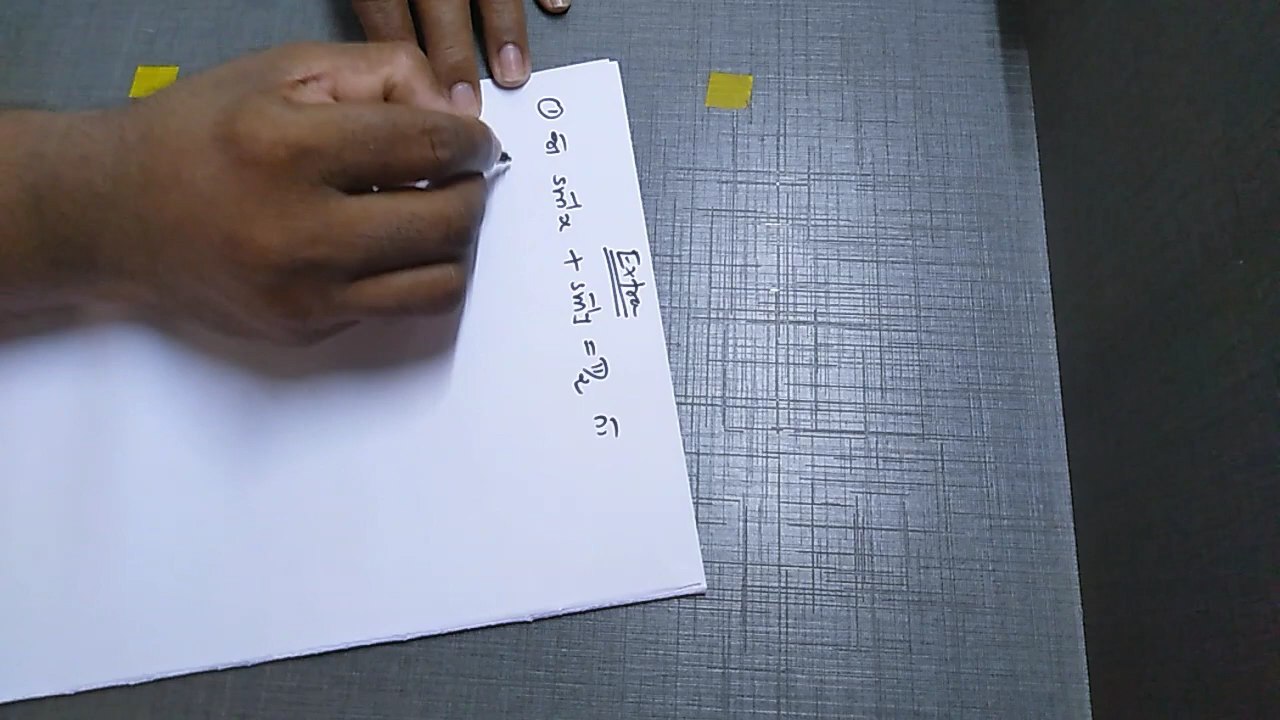 Extra
① જો sin⁻¹x + sin⁻¹y = π/2 તો